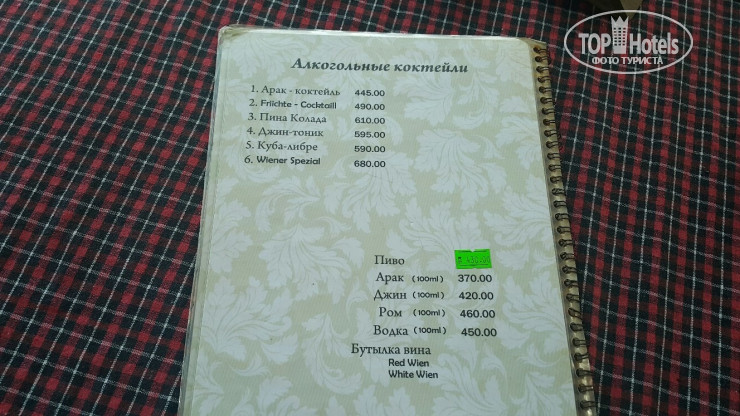 TOP Hotels
ФОТО ТУРИСТА
Алкогольные коктейли
1. Арак - коктейль 445.00
2. Frlichte - Cocktaill 490.00
3. Пина Колада 610.00
4. Джин-тоник 595.00
5. Куба-либре 590.00
6. Wiener Spezial 680.00
Пиво
Арак (100ml) 370.00
Джин (100ml) 420.00
Ром (100ml) 460.00
Водка (100ml) 450.00
Бутылка вина
Red Wien
White Wien